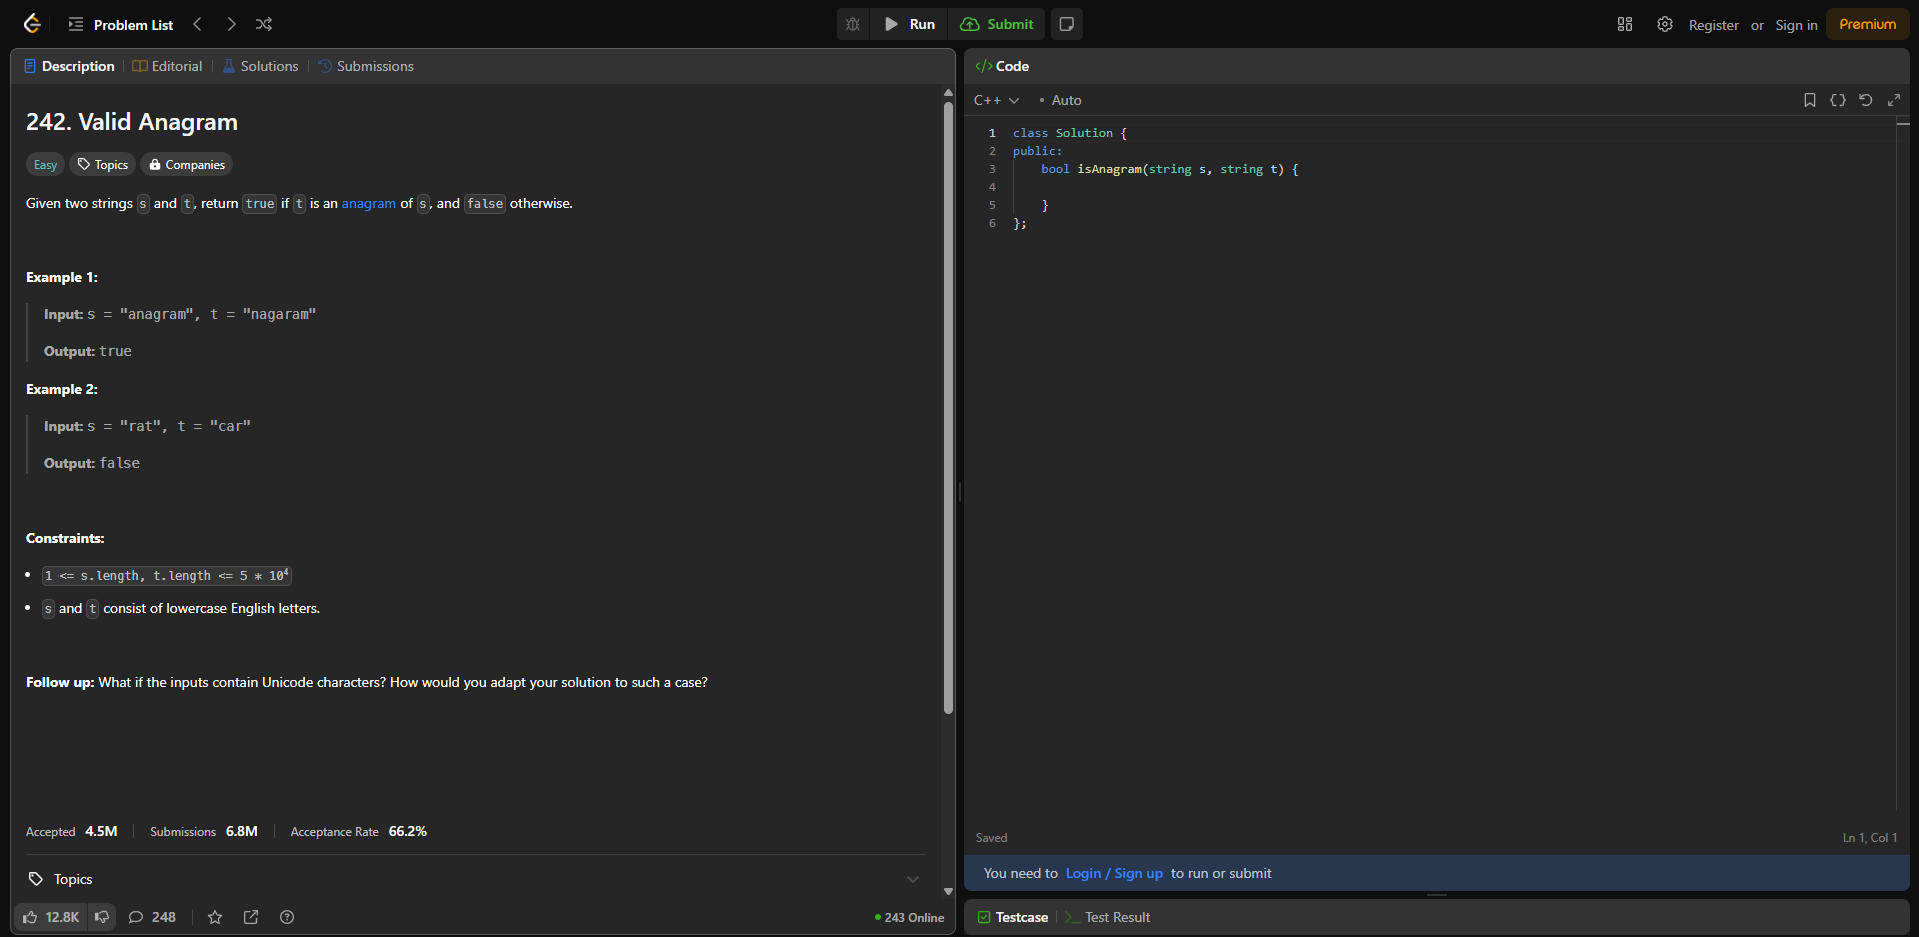 Problem List
Run
Submit
Register or Sign in
Premium
Description
Editorial
Solutions
Submissions
242. Valid Anagram
Easy
Topics
Companies
Given two strings s and t, return true if t is an anagram of s, and false otherwise.
Example 1:
Input: s = "anagram", t = "nagaram"
Output: true
Example 2:
Input: s = "rat", t = "car"
Output: false
Constraints:
• 1 <= s.length, t.length <= 5 * 10⁴
• s and t consist of lowercase English letters.
Follow up: What if the inputs contain Unicode characters? How would you adapt your solution to such a case?
Accepted 4.5M
Submissions 6.8M
Acceptance Rate 66.2%
Topics
12.8K
248
243 Online
</> Code
C++
• Auto
1 class Solution {
2 public:
3     bool isAnagram(string s, string t) {
4
5     }
6 };
Saved
Ln 1, Col 1
You need to Login / Sign up to run or submit
Testcase
>_ Test Result